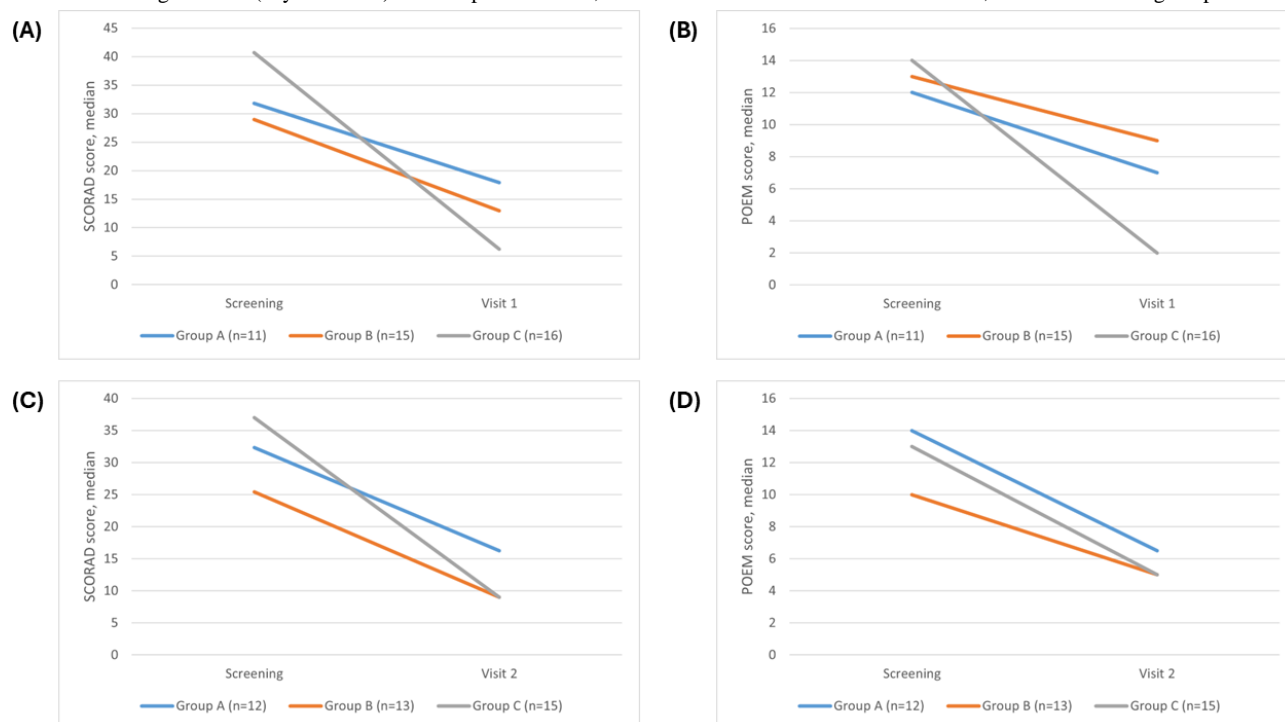 (A)
45
40
35
30
25
20
15
10
5
0
SCORAD score, median
Screening Visit 1
Group A (n=11) Group B (n=15) Group C (n=16)
(B)
16
14
12
10
8
6
4
2
0
POEM score, median
Screening Visit 1
Group A (n=11) Group B (n=15) Group C (n=16)
(C)
40
35
30
25
20
15
10
5
0
SCORAD score, median
Screening Visit 2
Group A (n=12) Group B (n=13) Group C (n=15)
(D)
16
14
12
10
8
6
4
2
0
POEM score, median
Screening Visit 2
Group A (n=12) Group B (n=13) Group C (n=15)